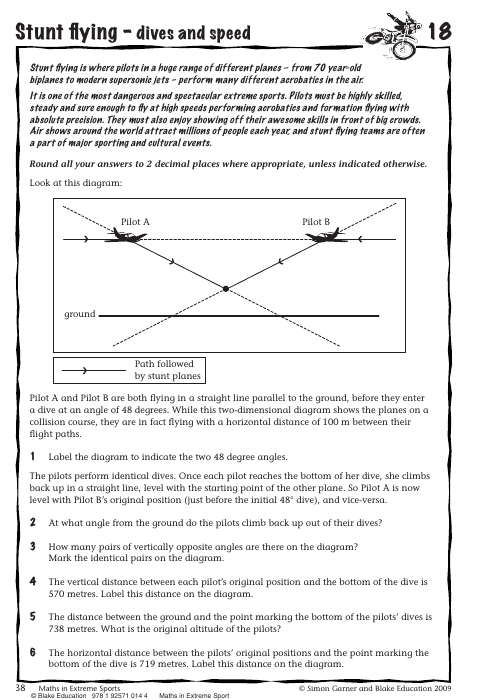 Stunt flying – dives and speed
18
Stunt flying is where pilots in a huge range of different planes – from 70 year-old
biplanes to modern supersonic jets – perform many different acrobatics in the air.
It is one of the most dangerous and spectacular extreme sports. Pilots must be highly skilled,
steady and sure enough to fly at high speeds performing acrobatics and formation flying with
absolute precision. They must also enjoy showing off their awesome skills in front of big crowds.
Air shows around the world attract millions of people each year, and stunt flying teams are often
a part of major sporting and cultural events.
Round all your answers to 2 decimal places where appropriate, unless indicated otherwise.
Look at this diagram:
Pilot A
Pilot B
ground
Path followed
by stunt planes
Pilot A and Pilot B are both flying in a straight line parallel to the ground, before they enter
a dive at an angle of 48 degrees. While this two-dimensional diagram shows the planes on a
collision course, they are in fact flying with a horizontal distance of 100 m between their
flight paths.
1 Label the diagram to indicate the two 48 degree angles.
The pilots perform identical dives. Once each pilot reaches the bottom of her dive, she climbs
back up in a straight line, level with the starting point of the other plane. So Pilot A is now
level with Pilot B's original position (just before the initial 48° dive), and vice-versa.
2 At what angle from the ground do the pilots climb back up out of their dives?
3 How many pairs of vertically opposite angles are there on the diagram?
Mark the identical pairs on the diagram.
4 The vertical distance between each pilot's original position and the bottom of the dive is
570 metres. Label this distance on the diagram.
5 The distance between the ground and the point marking the bottom of the pilots' dives is
738 metres. What is the original altitude of the pilots?
6 The horizontal distance between the pilots' original positions and the point marking the
bottom of the dive is 719 metres. Label this distance on the diagram.
38 Maths in Extreme Sports
© Simon Garner and Blake Education 2009
© Blake Education 978 1 92571 014 4 Maths in Extreme Sport